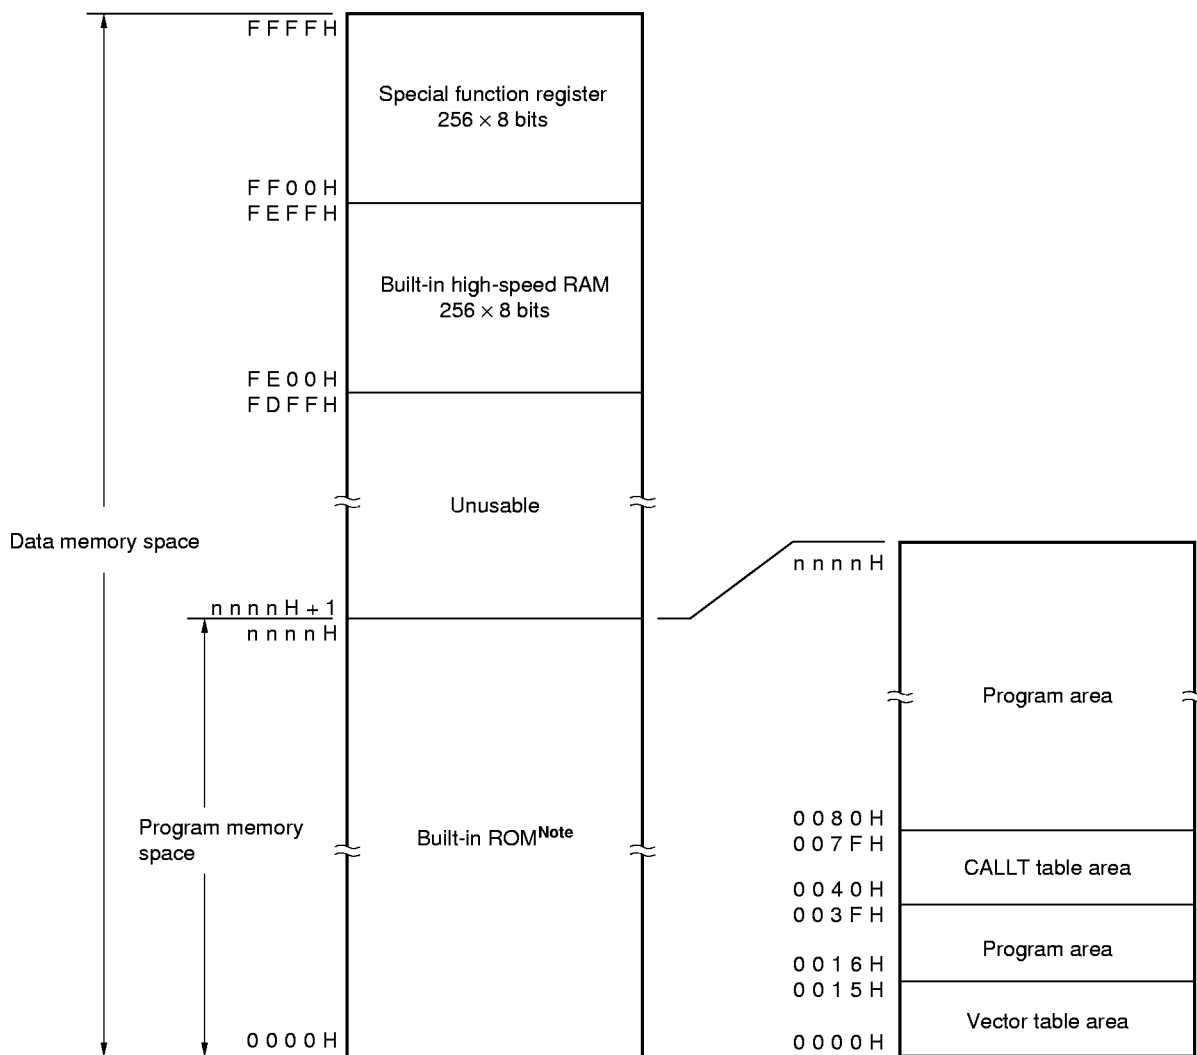 FFFFH
Special function register
256 × 8 bits
FF00H
FEFFH
Built-in high-speed RAM
256 × 8 bits
FE00H
FDFFH
Unusable
Data memory space
nnnnH + 1
nnnnH
Program memory
space
Built-in ROMNote
0000H
nnnnH
Program area
0080H
007FH
CALLT table area
0040H
003FH
Program area
0016H
0015H
Vector table area
0000H